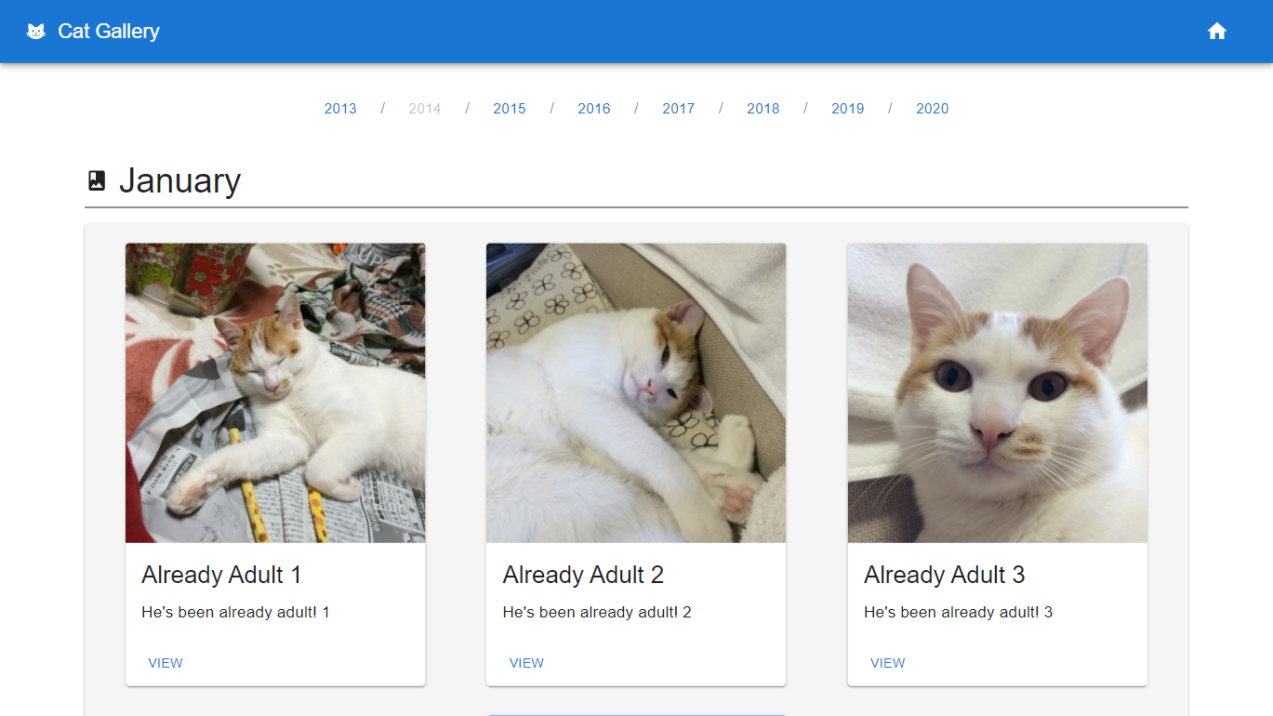 Cat Gallery
2013 / 2014 / 2015 / 2016 / 2017 / 2018 / 2019 / 2020
January
UP
Already Adult 1
He's been already adult! 1
VIEW
Already Adult 2
He's been already adult! 2
VIEW
Already Adult 3
He's been already adult! 3
VIEW